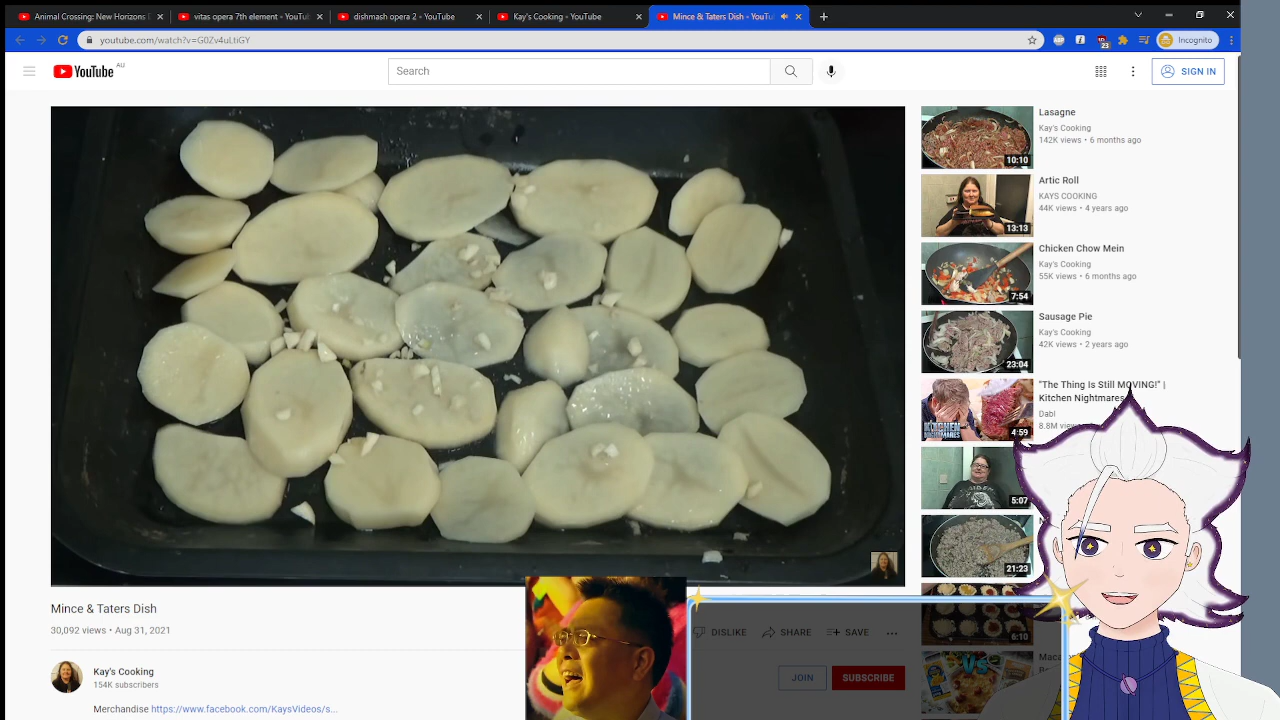 Animal Crossing: New Horizons
vitas opera 7th element - YouTub
dishmash opera 2 - YouTube
Kay's Cooking - YouTube
Mince & Taters Dish - YouTu
youtube.com/watch?v=G0Zv4uLtiGY
23
Incognito
YouTube AU
Search
SIGN IN
Lasagne
Kay's Cooking
142K views • 6 months ago
10:10
Artic Roll
KAYS COOKING
44K views • 4 years ago
13:13
Chicken Chow Mein
Kay's Cooking
55K views • 6 months ago
7:54
Sausage Pie
Kay's Cooking
42K views • 2 years ago
23:04
"The Thing Is Still MOVING!" |
Kitchen Nightmares
Dabl
8.8M
KITCHEN
NIGHTMARES
4:59
5:07
21:23
6:10
Vs
Mince & Taters Dish
30,092 views • Aug 31, 2021
DISLIKE
SHARE
SAVE
Kay's Cooking
154K subscribers
JOIN
SUBSCRIBE
Merchandise https://www.facebook.com/KaysVideos/s...